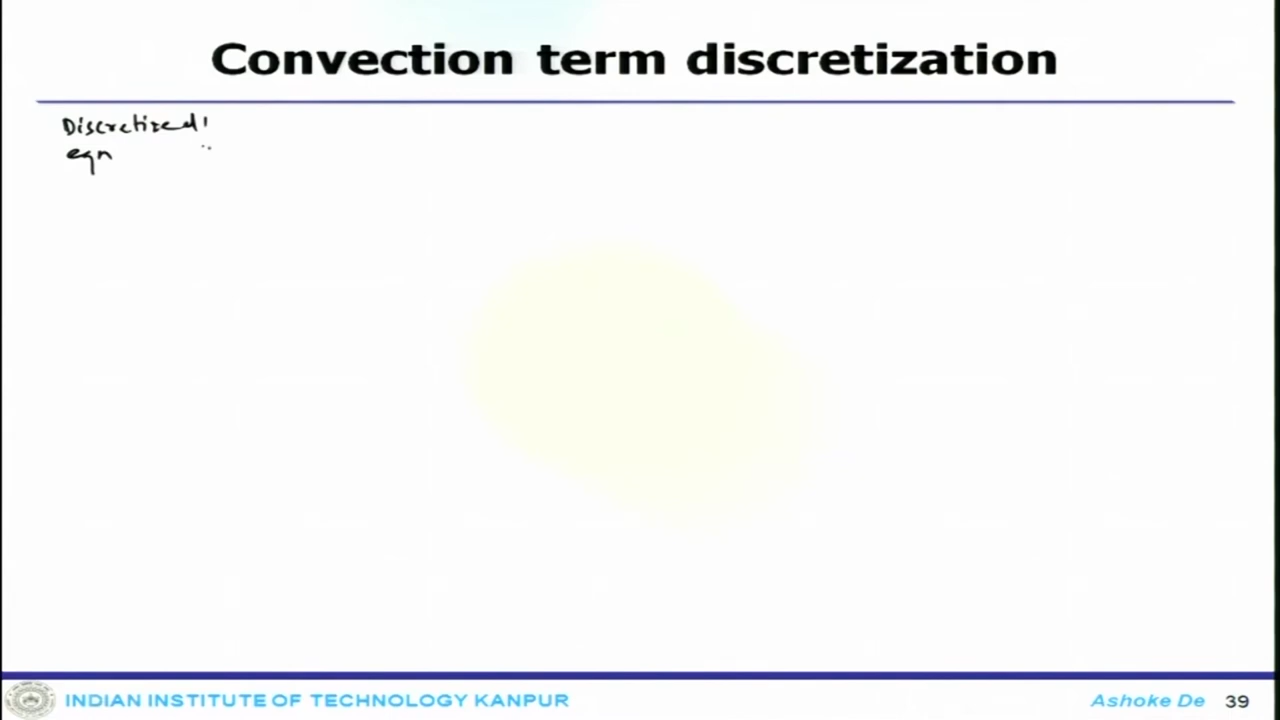 Convection term discretization
Discretized!
eqn
INDIAN INSTITUTE OF TECHNOLOGY KANPUR
Ashoke De 39